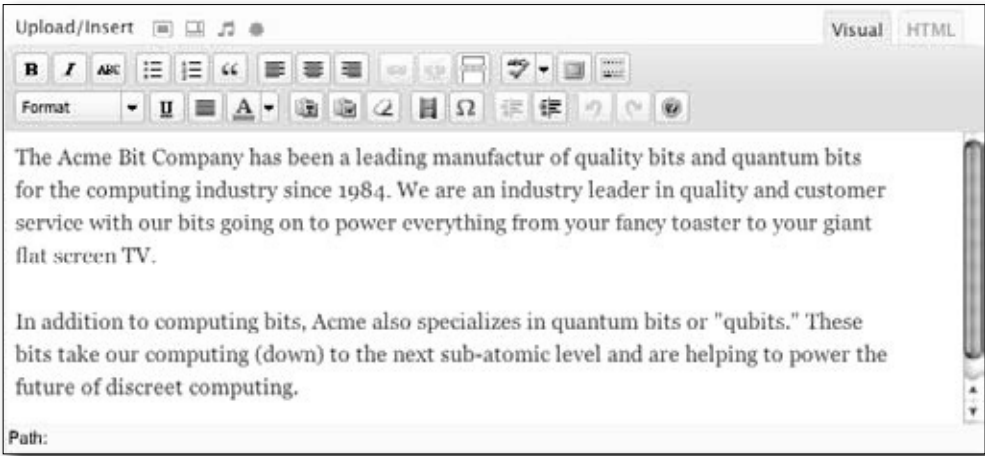 Upload/Insert
Visual HTML
B I ABC
Format U A Ω
The Acme Bit Company has been a leading manufactur of quality bits and quantum bits
for the computing industry since 1984. We are an industry leader in quality and customer
service with our bits going on to power everything from your fancy toaster to your giant
flat screen TV.
In addition to computing bits, Acme also specializes in quantum bits or "qubits." These
bits take our computing (down) to the next sub-atomic level and are helping to power the
future of discreet computing.
Path: